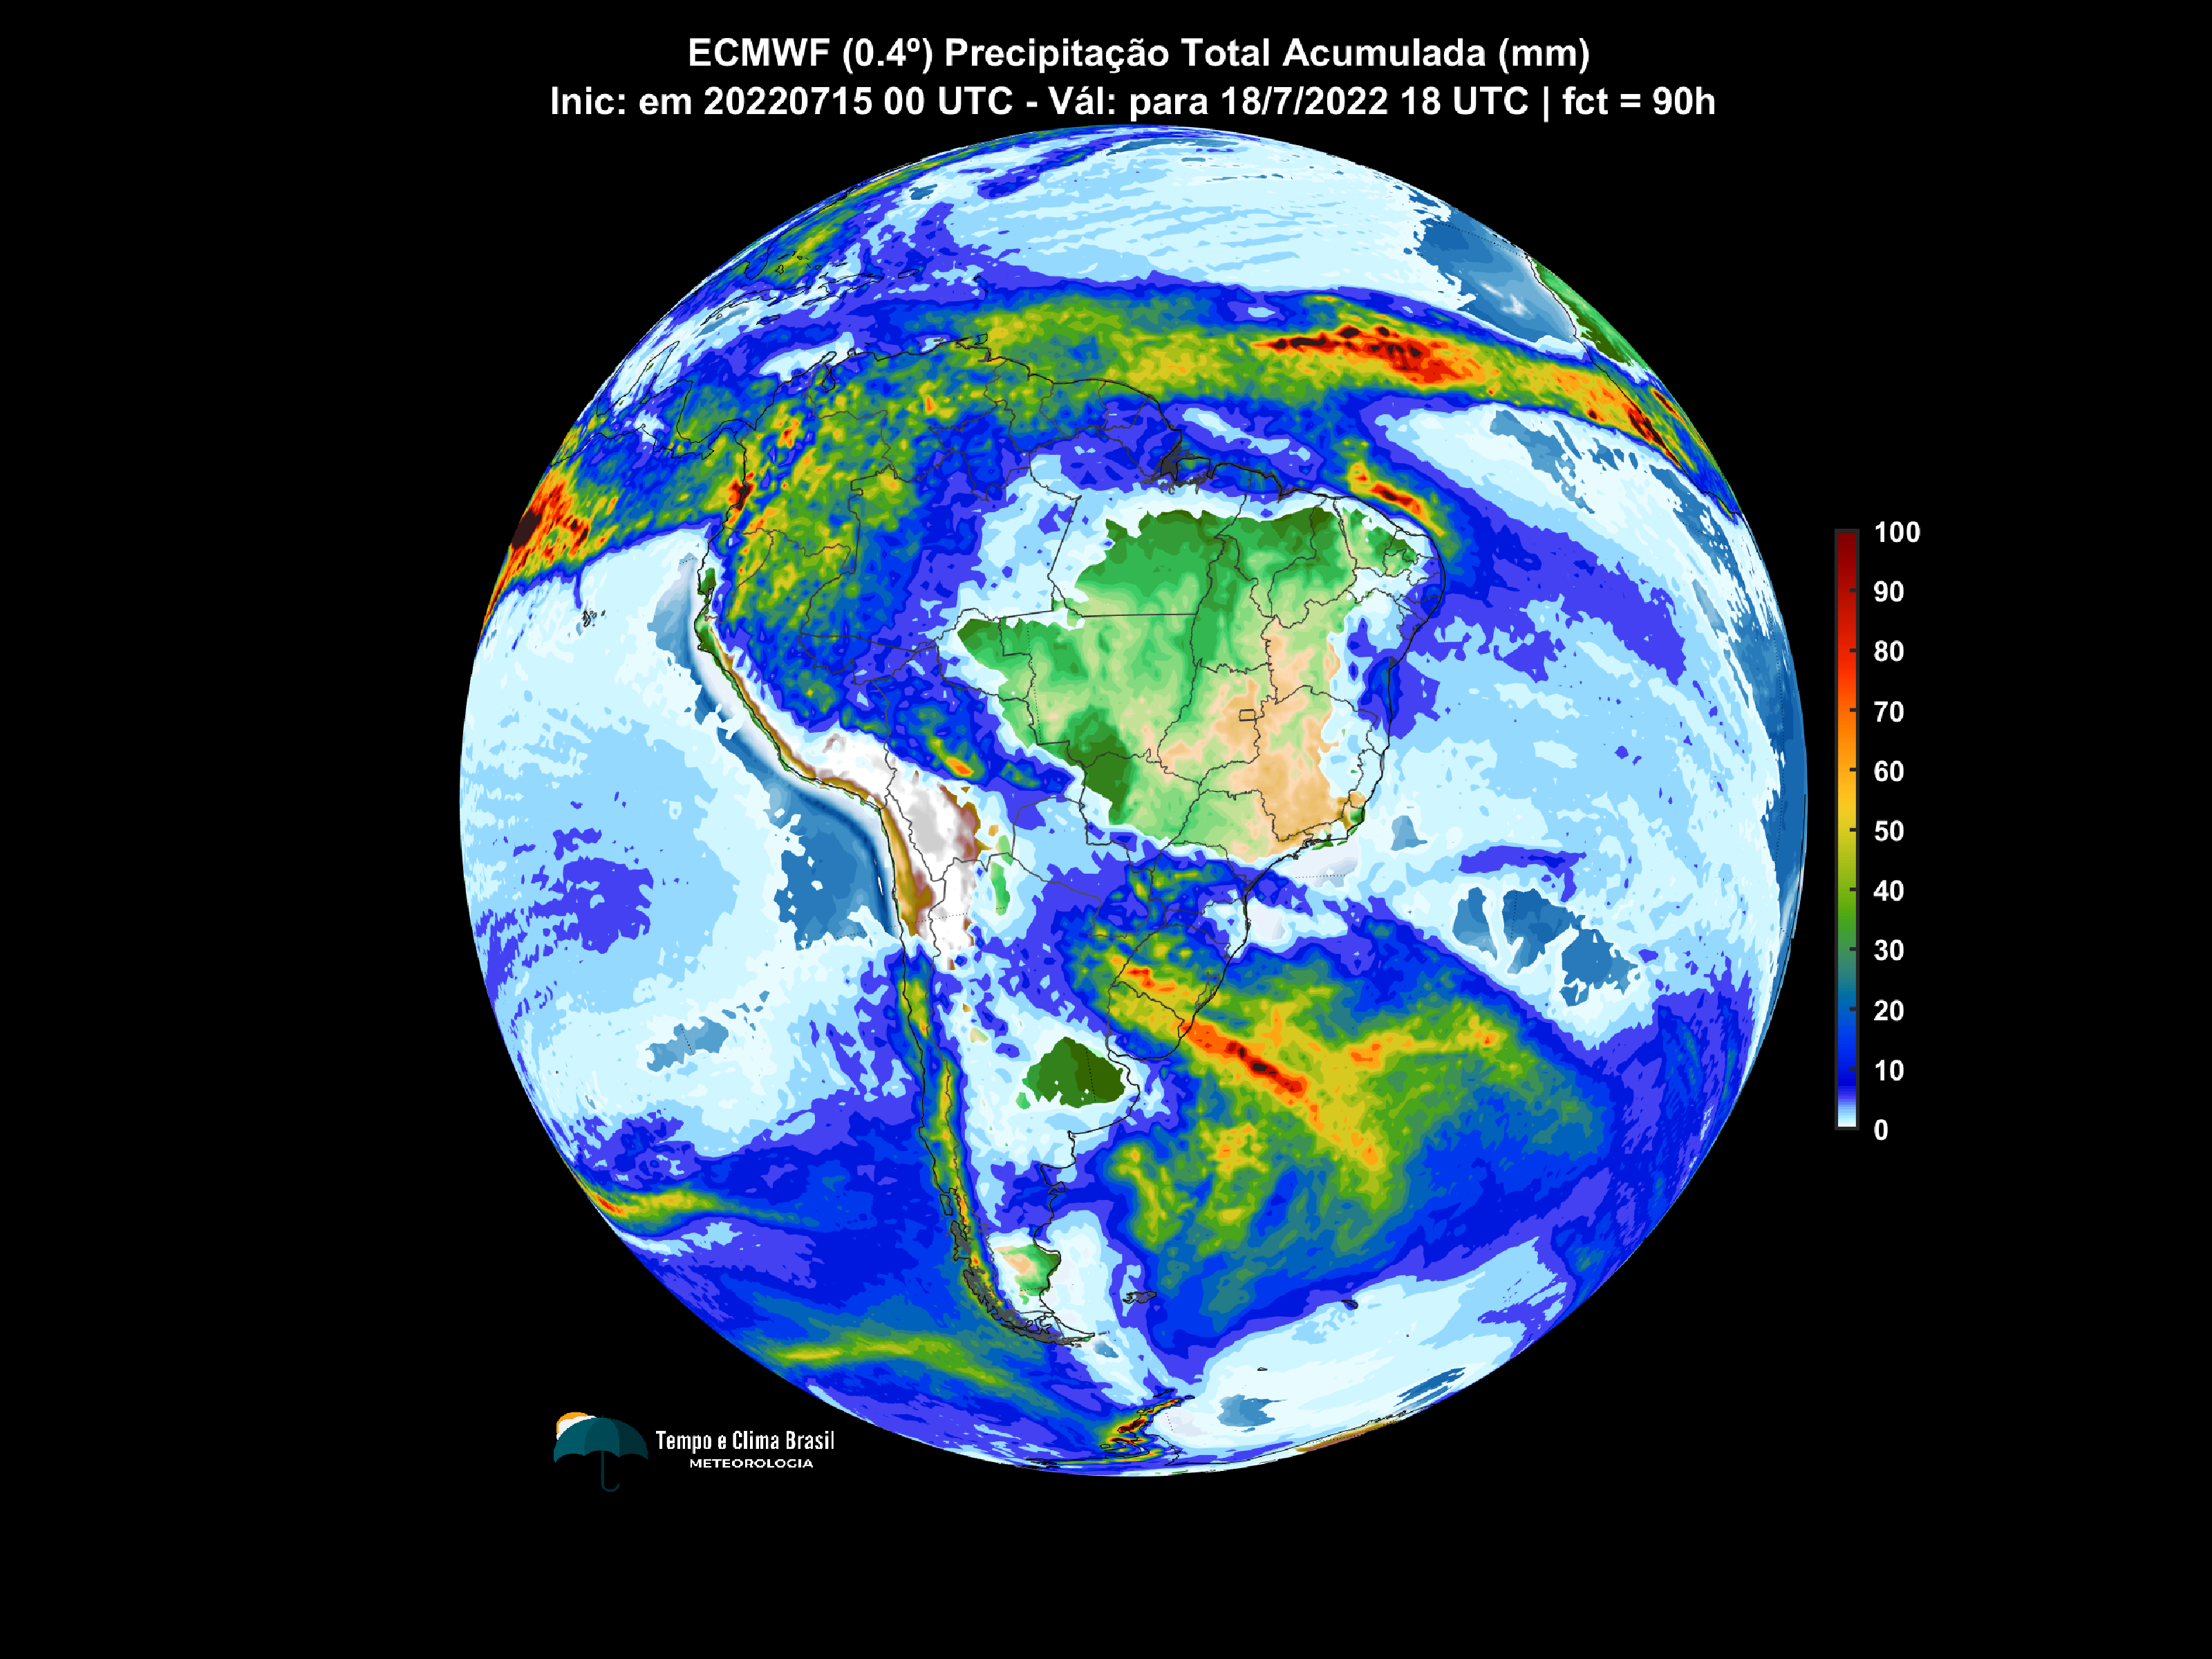 ECMWF (0.4º) Precipitação Total Acumulada (mm)
Inic: em 20220715 00 UTC - Vál: para 18/7/2022 18 UTC | fct = 90h
100
90
80
70
60
50
40
30
20
10
0
Tempo e Clima Brasil
METEOROLOGIA